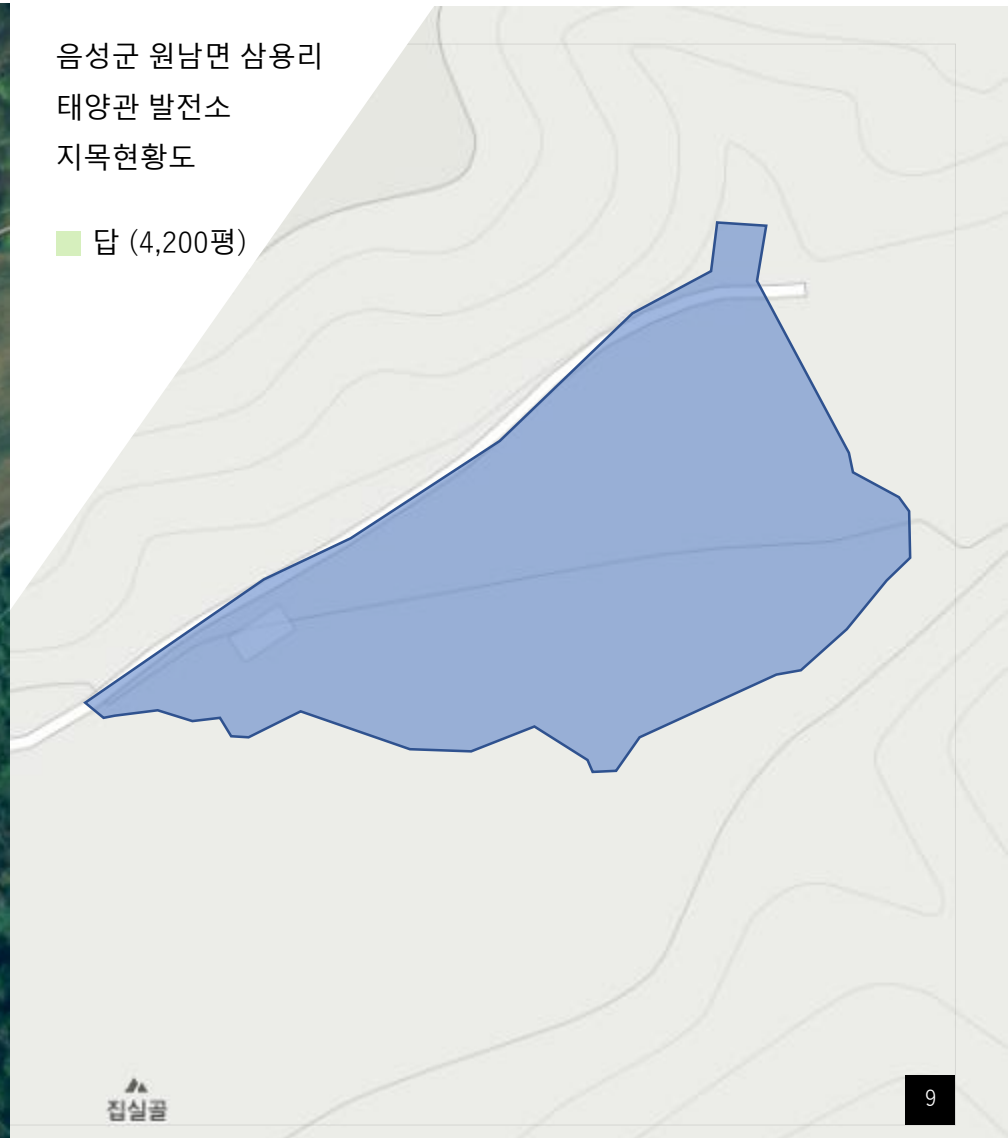 음성군 원남면 삼용리
태양관 발전소
지목현황도
답 (4,200평)
집실골
9